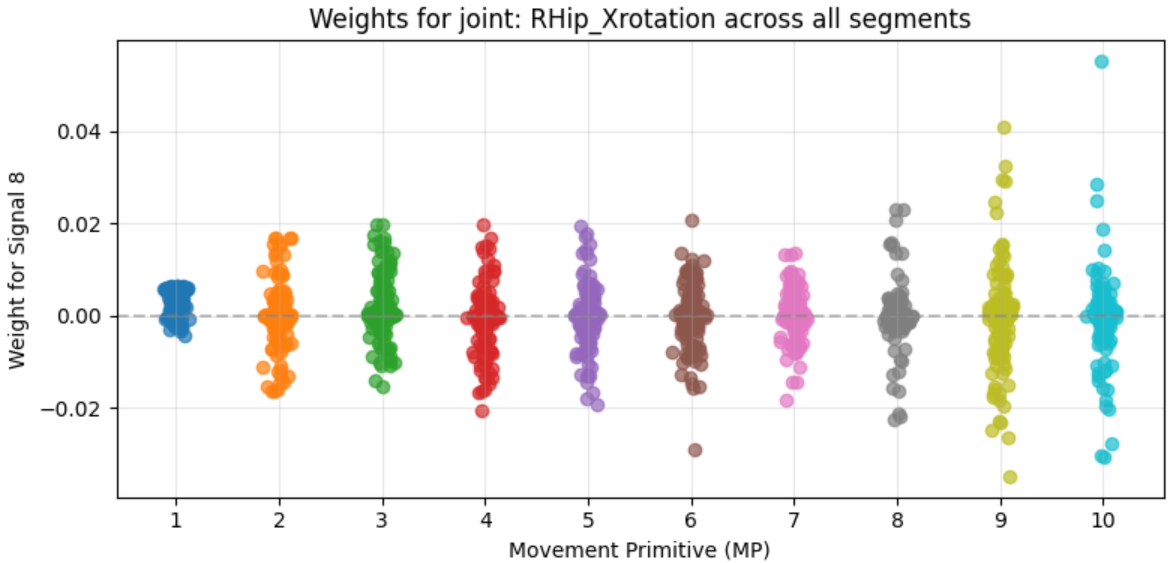 Weights for joint: RHip_Xrotation across all segments
Weight for Signal 8
0.04
0.02
0.00
−0.02
1 2 3 4 5 6 7 8 9 10
Movement Primitive (MP)